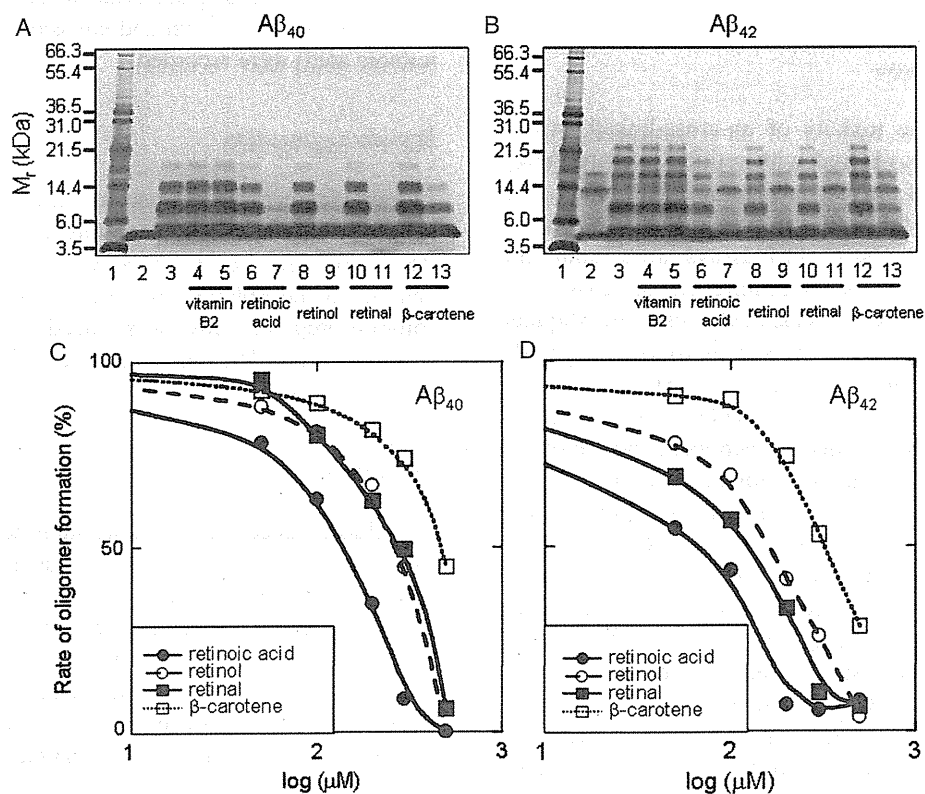 A
Aβ40
B
Aβ42
Mr (kDa)
66.3
55.4
36.5
31.0
21.5
14.4
6.0
3.5
66.3
55.4
36.5
31.0
21.5
14.4
6.0
3.5
1 2 3 4 5 6 7 8 9 10 11 12 13
vitamin B2
retinoic acid
retinol
retinal
β-carotene
1 2 3 4 5 6 7 8 9 10 11 12 13
vitamin B2
retinoic acid
retinol
retinal
β-carotene
C
Aβ40
D
Aβ42
Rate of oligomer formation (%)
100
50
0
retinoic acid
retinol
retinal
β-carotene
retinoic acid
retinol
retinal
β-carotene
1 2 3
log (μM)
1 2 3
log (μM)